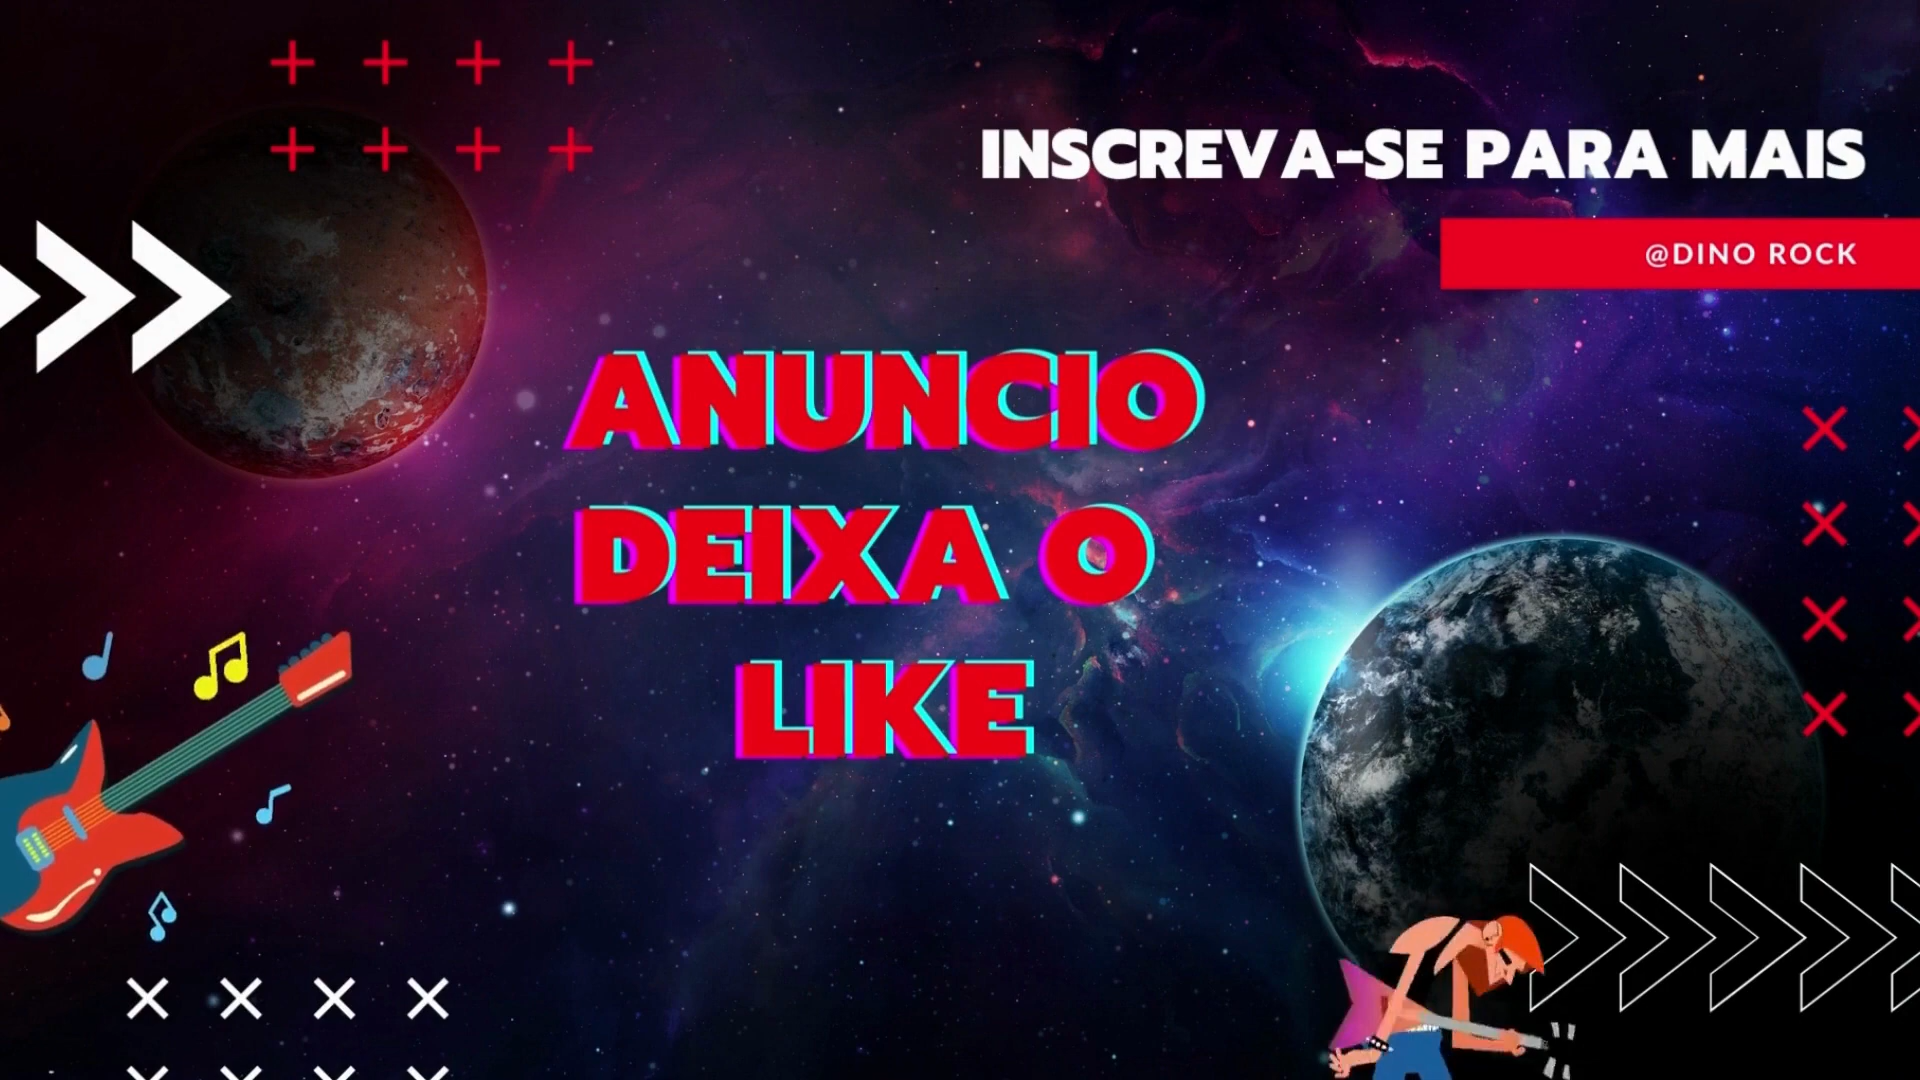 INSCREVA-SE PARA MAIS
@DINO ROCK
ANUNCIO
DEIXA O
LIKE